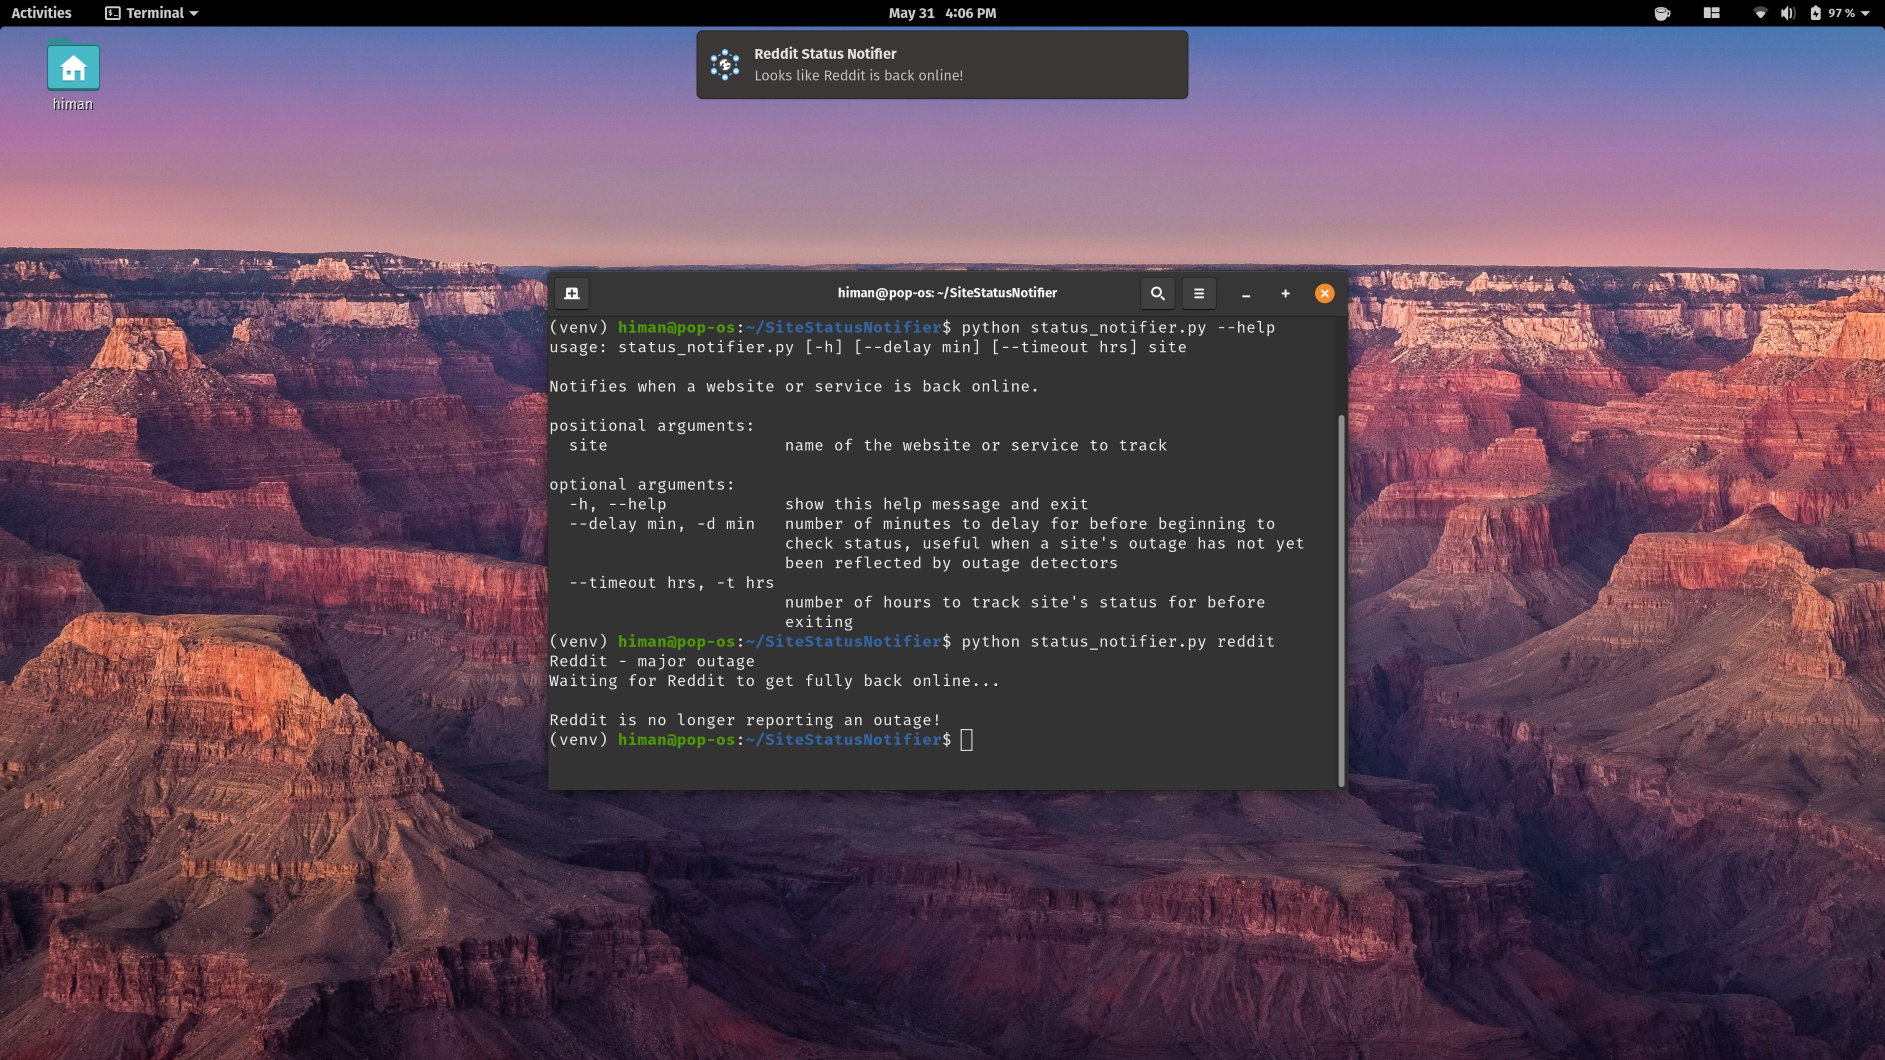 Activities
Terminal
May 31 4:06 PM
97 %
himan
Reddit Status Notifier
Looks like Reddit is back online!
himan@pop-os: ~/SiteStatusNotifier
(venv) himan@pop-os:~/SiteStatusNotifier$ python status_notifier.py --help
usage: status_notifier.py [-h] [--delay min] [--timeout hrs] site
Notifies when a website or service is back online.
positional arguments:
site name of the website or service to track
optional arguments:
-h, --help show this help message and exit
--delay min, -d min number of minutes to delay for before beginning to
check status, useful when a site's outage has not yet
been reflected by outage detectors
--timeout hrs, -t hrs
number of hours to track site's status for before
exiting
(venv) himan@pop-os:~/SiteStatusNotifier$ python status_notifier.py reddit
Reddit - major outage
Waiting for Reddit to get fully back online...
Reddit is no longer reporting an outage!
(venv) himan@pop-os:~/SiteStatusNotifier$